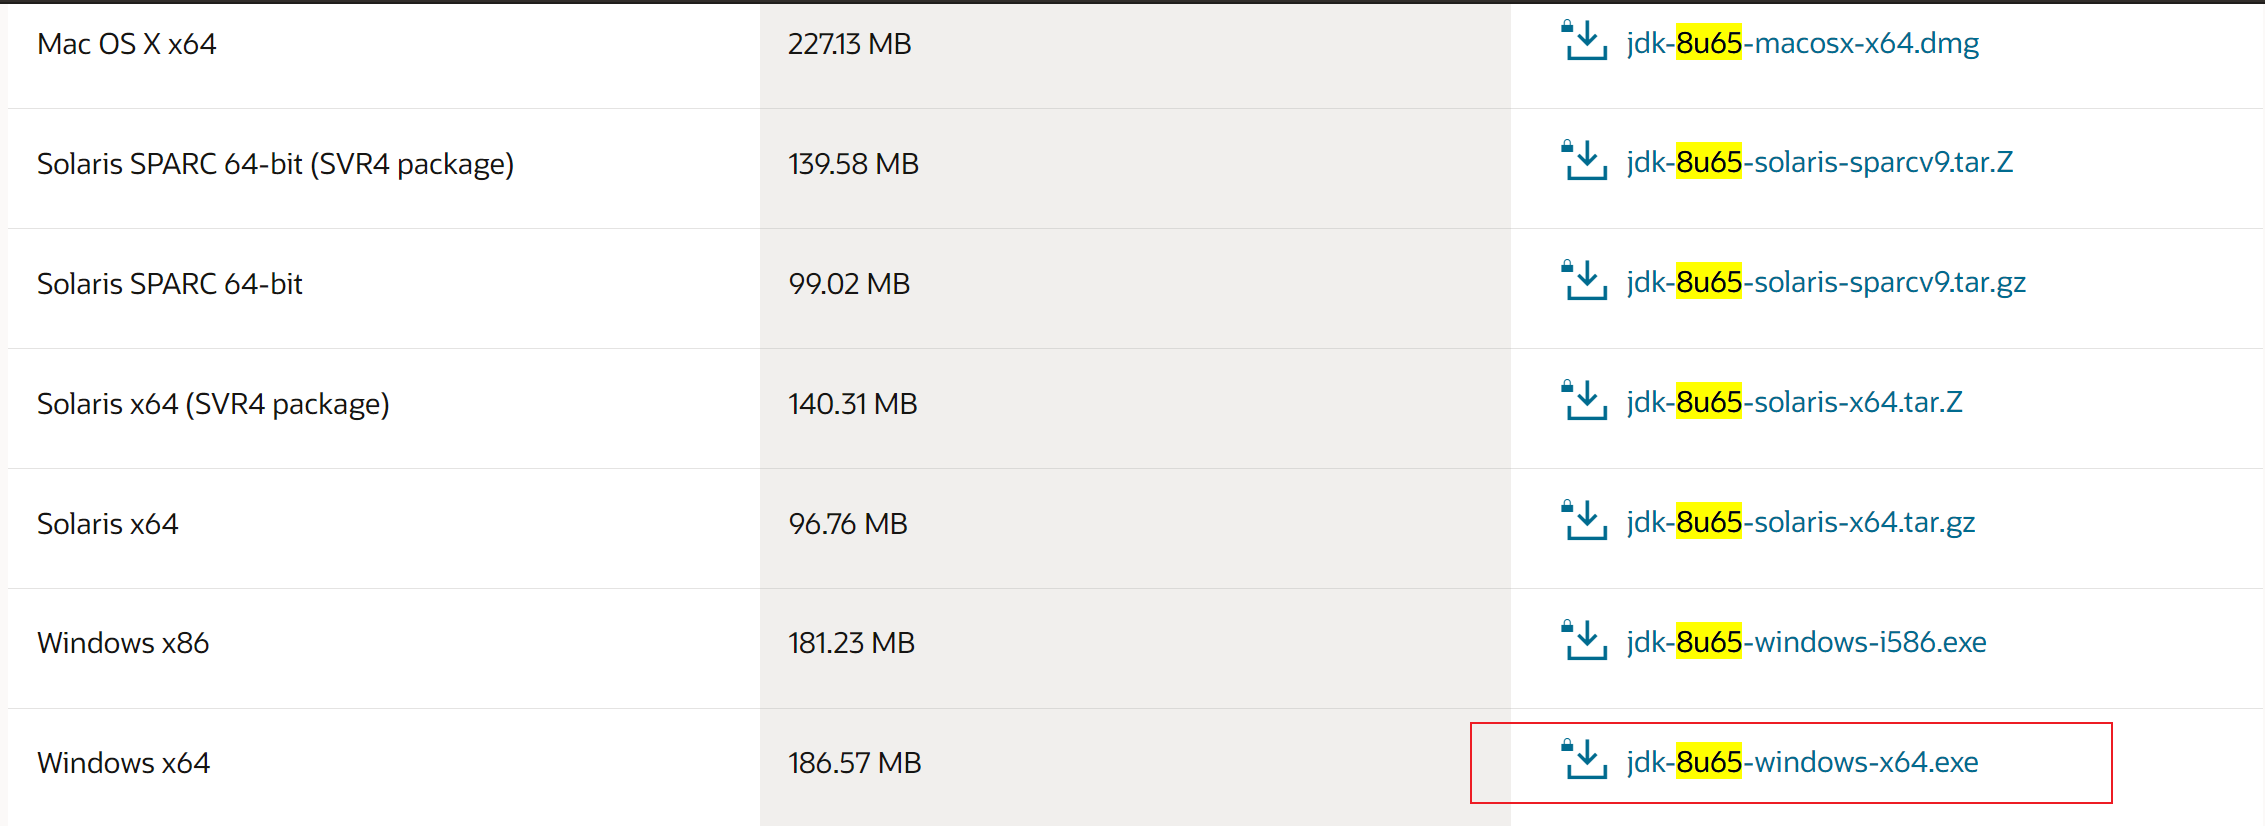 Mac OS X x64 227.13 MB jdk-8u65-macosx-x64.dmg
Solaris SPARC 64-bit (SVR4 package) 139.58 MB jdk-8u65-solaris-sparcv9.tar.Z
Solaris SPARC 64-bit 99.02 MB jdk-8u65-solaris-sparcv9.tar.gz
Solaris x64 (SVR4 package) 140.31 MB jdk-8u65-solaris-x64.tar.Z
Solaris x64 96.76 MB jdk-8u65-solaris-x64.tar.gz
Windows x86 181.23 MB jdk-8u65-windows-i586.exe
Windows x64 186.57 MB jdk-8u65-windows-x64.exe